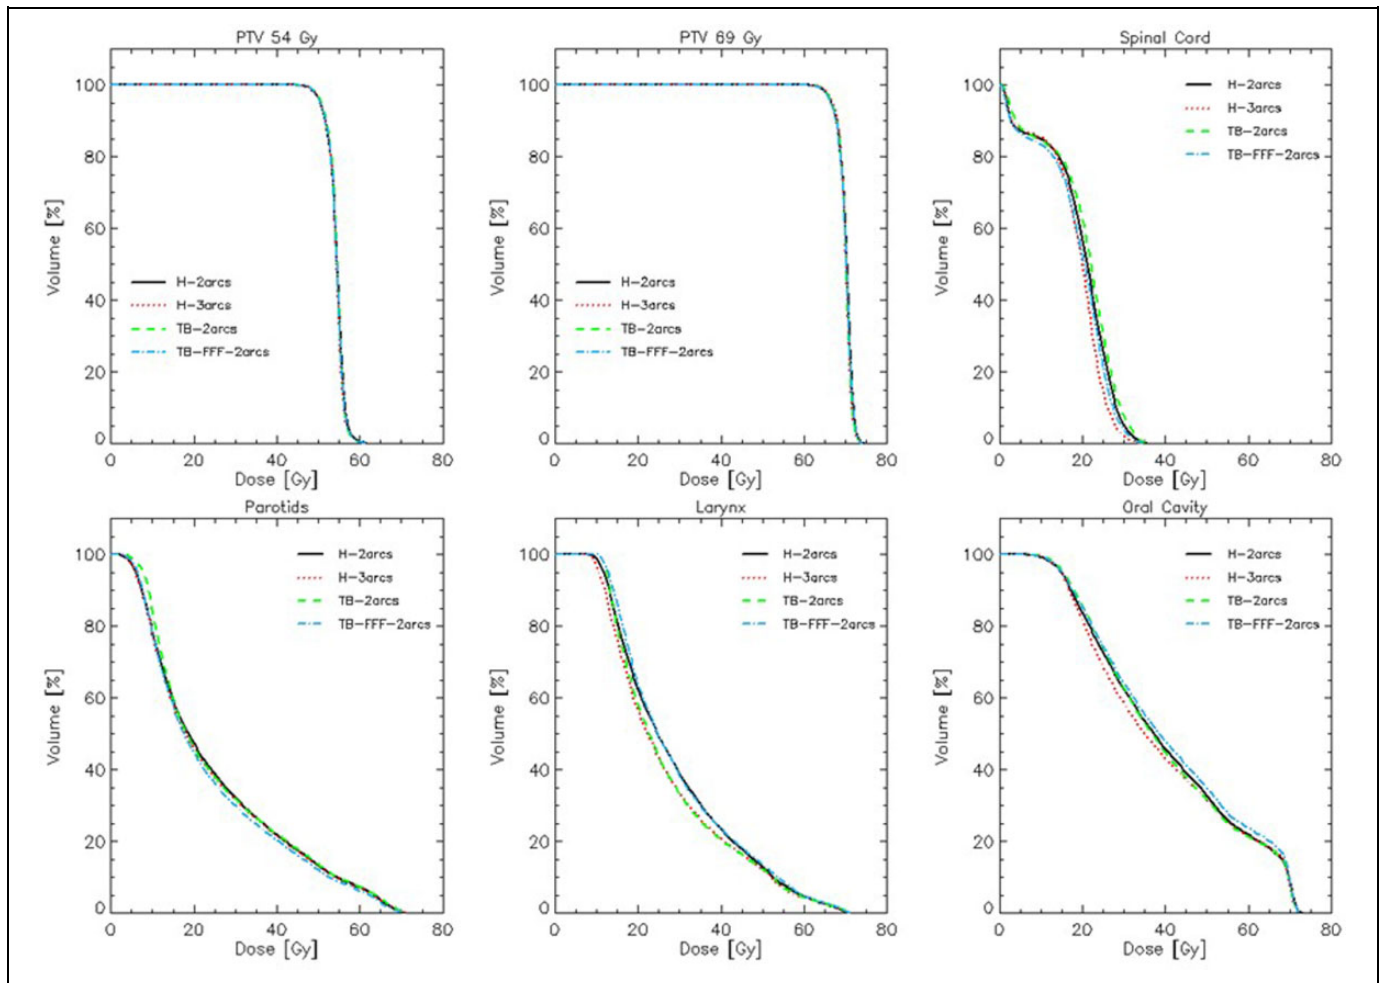 PTV 54 Gy
100
80
60
40
20
0
Volume [%]
H-2arcs
H-3arcs
TB-2arcs
TB-FFF-2arcs
0 20 40 60 80
Dose [Gy]
PTV 69 Gy
100
80
60
40
20
0
Volume [%]
H-2arcs
H-3arcs
TB-2arcs
TB-FFF-2arcs
0 20 40 60 80
Dose [Gy]
Spinal Cord
100
80
60
40
20
0
Volume [%]
H-2arcs
H-3arcs
TB-2arcs
TB-FFF-2arcs
0 20 40 60 80
Dose [Gy]
Parotids
100
80
60
40
20
0
Volume [%]
H-2arcs
H-3arcs
TB-2arcs
TB-FFF-2arcs
0 20 40 60 80
Dose [Gy]
Larynx
100
80
60
40
20
0
Volume [%]
H-2arcs
H-3arcs
TB-2arcs
TB-FFF-2arcs
0 20 40 60 80
Dose [Gy]
Oral Cavity
100
80
60
40
20
0
Volume [%]
H-2arcs
H-3arcs
TB-2arcs
TB-FFF-2arcs
0 20 40 60 80
Dose [Gy]